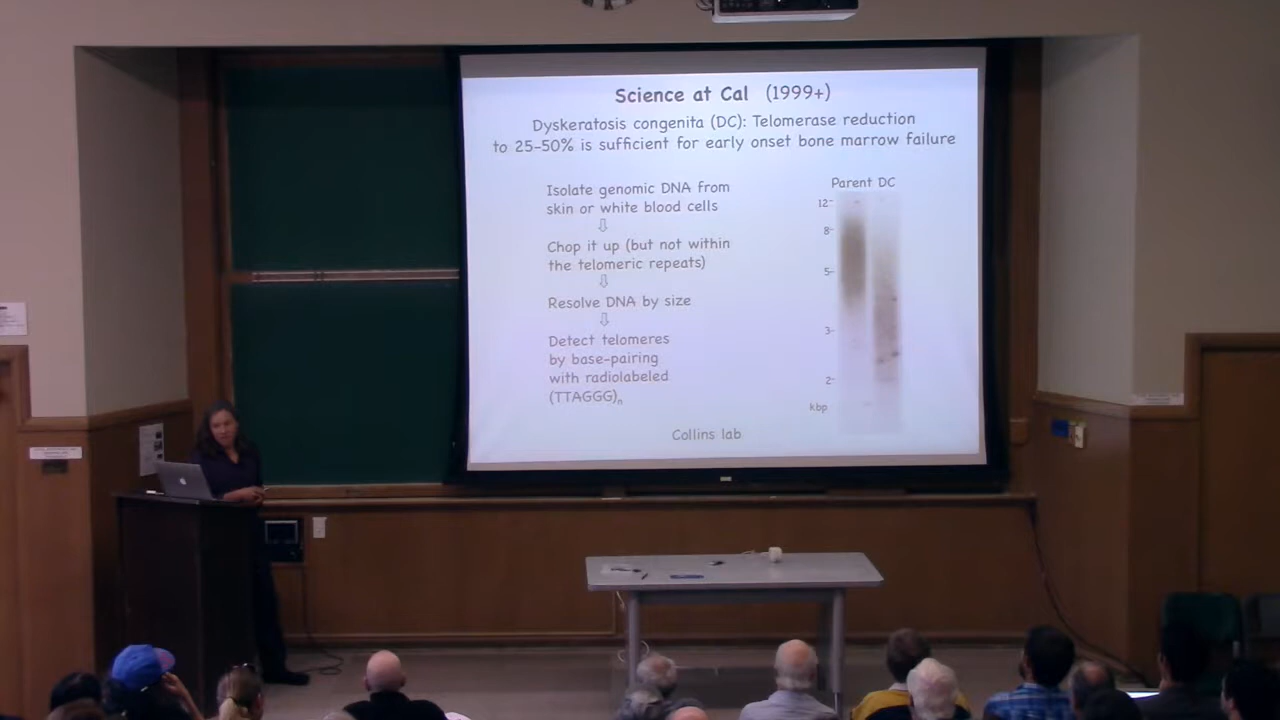 Science at Cal (1999+)
Dyskeratosis congenita (DC): Telomerase reduction
to 25-50% is sufficient for early onset bone marrow failure
Isolate genomic DNA from
skin or white blood cells
⇩
Chop it up (but not within
the telomeric repeats)
⇩
Resolve DNA by size
⇩
Detect telomeres
by base-pairing
with radiolabeled
(TTAGGG)n
Parent DC
12-
8-
5-
3-
2-
kbp
Collins lab